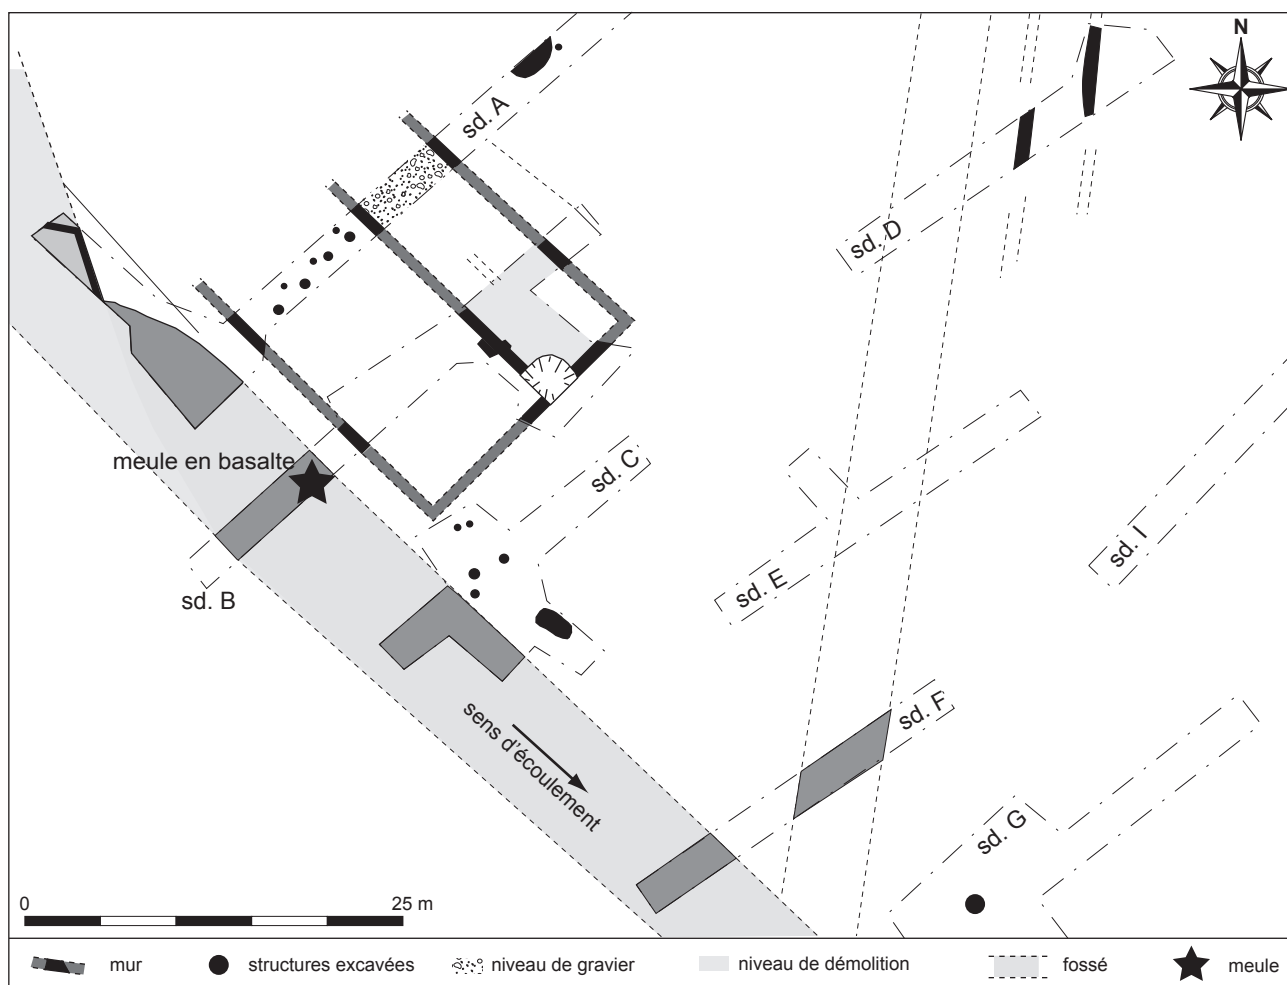 N
sd. A
sd. D
meule en basalte
sd. C
sd. I
sd. E
sd. B
sd. F
sens d'écoulement
sd. G
0 25 m
mur structures excavées niveau de gravier niveau de démolition fossé meule